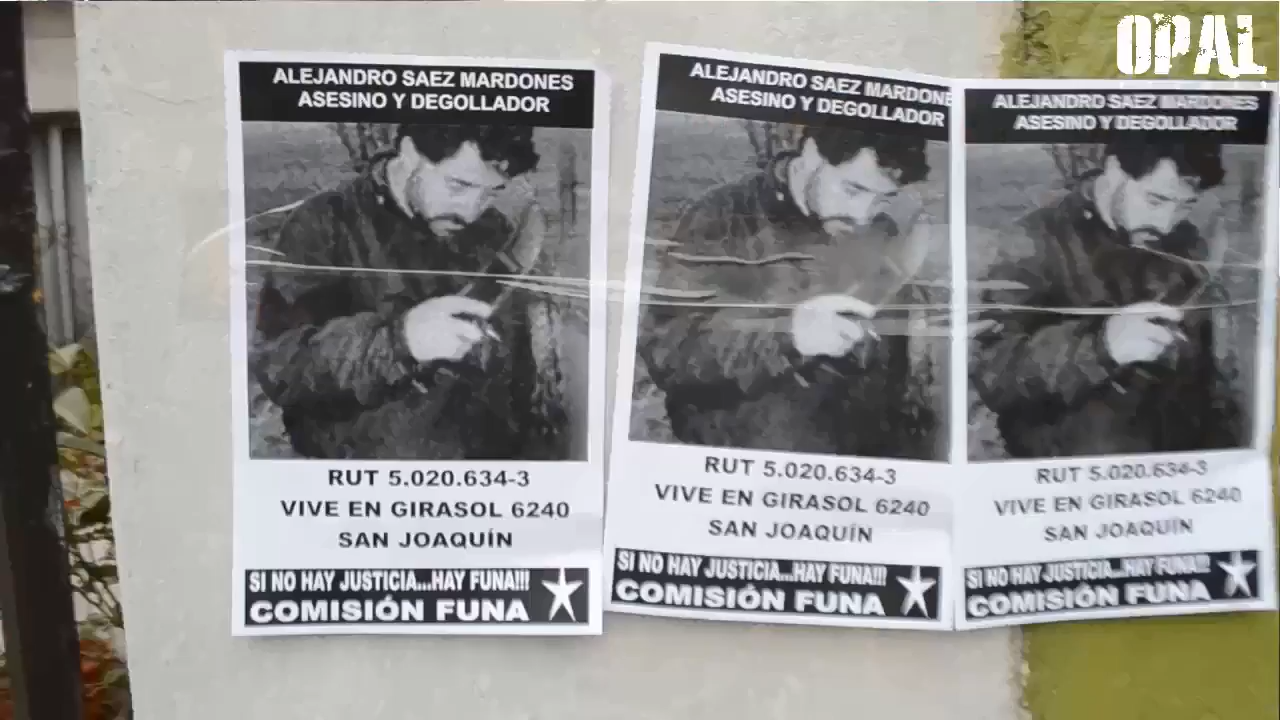 OPAL
ALEJANDRO SAEZ MARDONES
ASESINO Y DEGOLLADOR
RUT 5.020.634-3
VIVE EN GIRASOL 6240
SAN JOAQUÍN
SI NO HAY JUSTICIA...HAY FUNA!!!
COMISIÓN FUNA
ALEJANDRO SAEZ MARDONE
ASESINO Y DEGOLLADOR
RUT 5.020.634-3
VIVE EN GIRASOL 6240
SAN JOAQUÍN
SI NO HAY JUSTICIA...HAY FUNA!!!
COMISIÓN FUNA
ALEJANDRO SAEZ MARDONES
ASESINO Y DEGOLLADOR
RUT 5.020.634-3
VIVE EN GIRASOL 6240
SAN JOAQUÍN
SI NO HAY JUSTICIA...HAY FUNA!!!
COMISIÓN FUNA